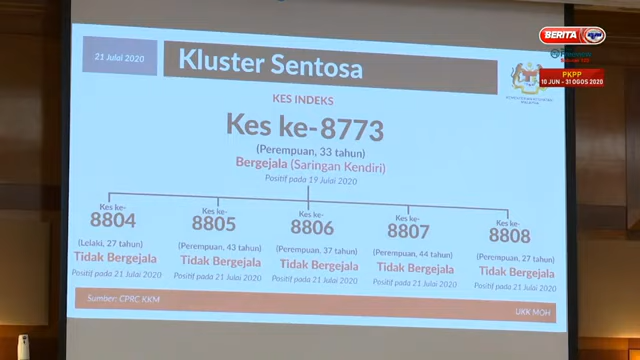 BERITA
PKPP
10 JUN - 31 OGOS 2020
21 Julai 2020
Kluster Sentosa
KEMENTERIAN KESIHATAN
MALAYSIA
KES INDEKS
Kes ke-8773
(Perempuan, 33 tahun)
Bergejala (Saringan Kendiri)
Positif pada 19 Julai 2020
Kes ke-
8804
(Lelaki, 27 tahun)
Tidak Bergejala
Positif pada 21 Julai 2020
Kes ke-
8805
(Perempuan, 43 tahun)
Tidak Bergejala
Positif pada 21 Julai 2020
Kes ke-
8806
(Perempuan, 37 tahun)
Tidak Bergejala
Positif pada 21 Julai 2020
Kes ke-
8807
(Perempuan, 44 tahun)
Tidak Bergejala
Positif pada 21 Julai 2020
Kes ke-
8808
(Perempuan, 27 tahun)
Tidak Bergejala
Positif pada 21 Julai 2020
Sumber: CPRC KKM
UKK MOH